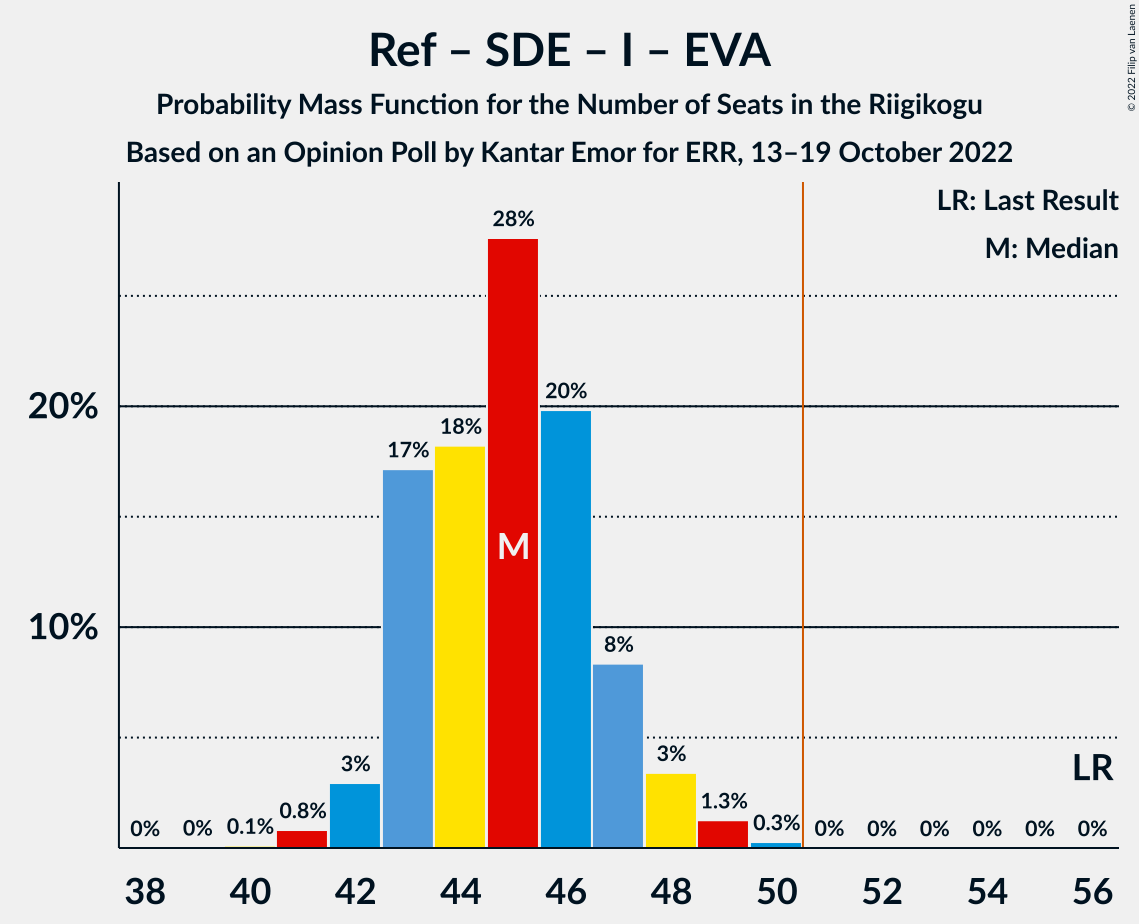 Ref – SDE – I – EVA
Probability Mass Function for the Number of Seats in the Riigikogu
Based on an Opinion Poll by Kantar Emor for ERR, 13–19 October 2022
© 2022 Filip van Laenen
LR: Last Result
M: Median
28%
20%
20%
18%
17%
M
10%
8%
3%
3%
LR
0% 0% 0.1% 0.8% 1.3% 0.3% 0% 0% 0% 0% 0% 0%
38 40 42 44 46 48 50 52 54 56